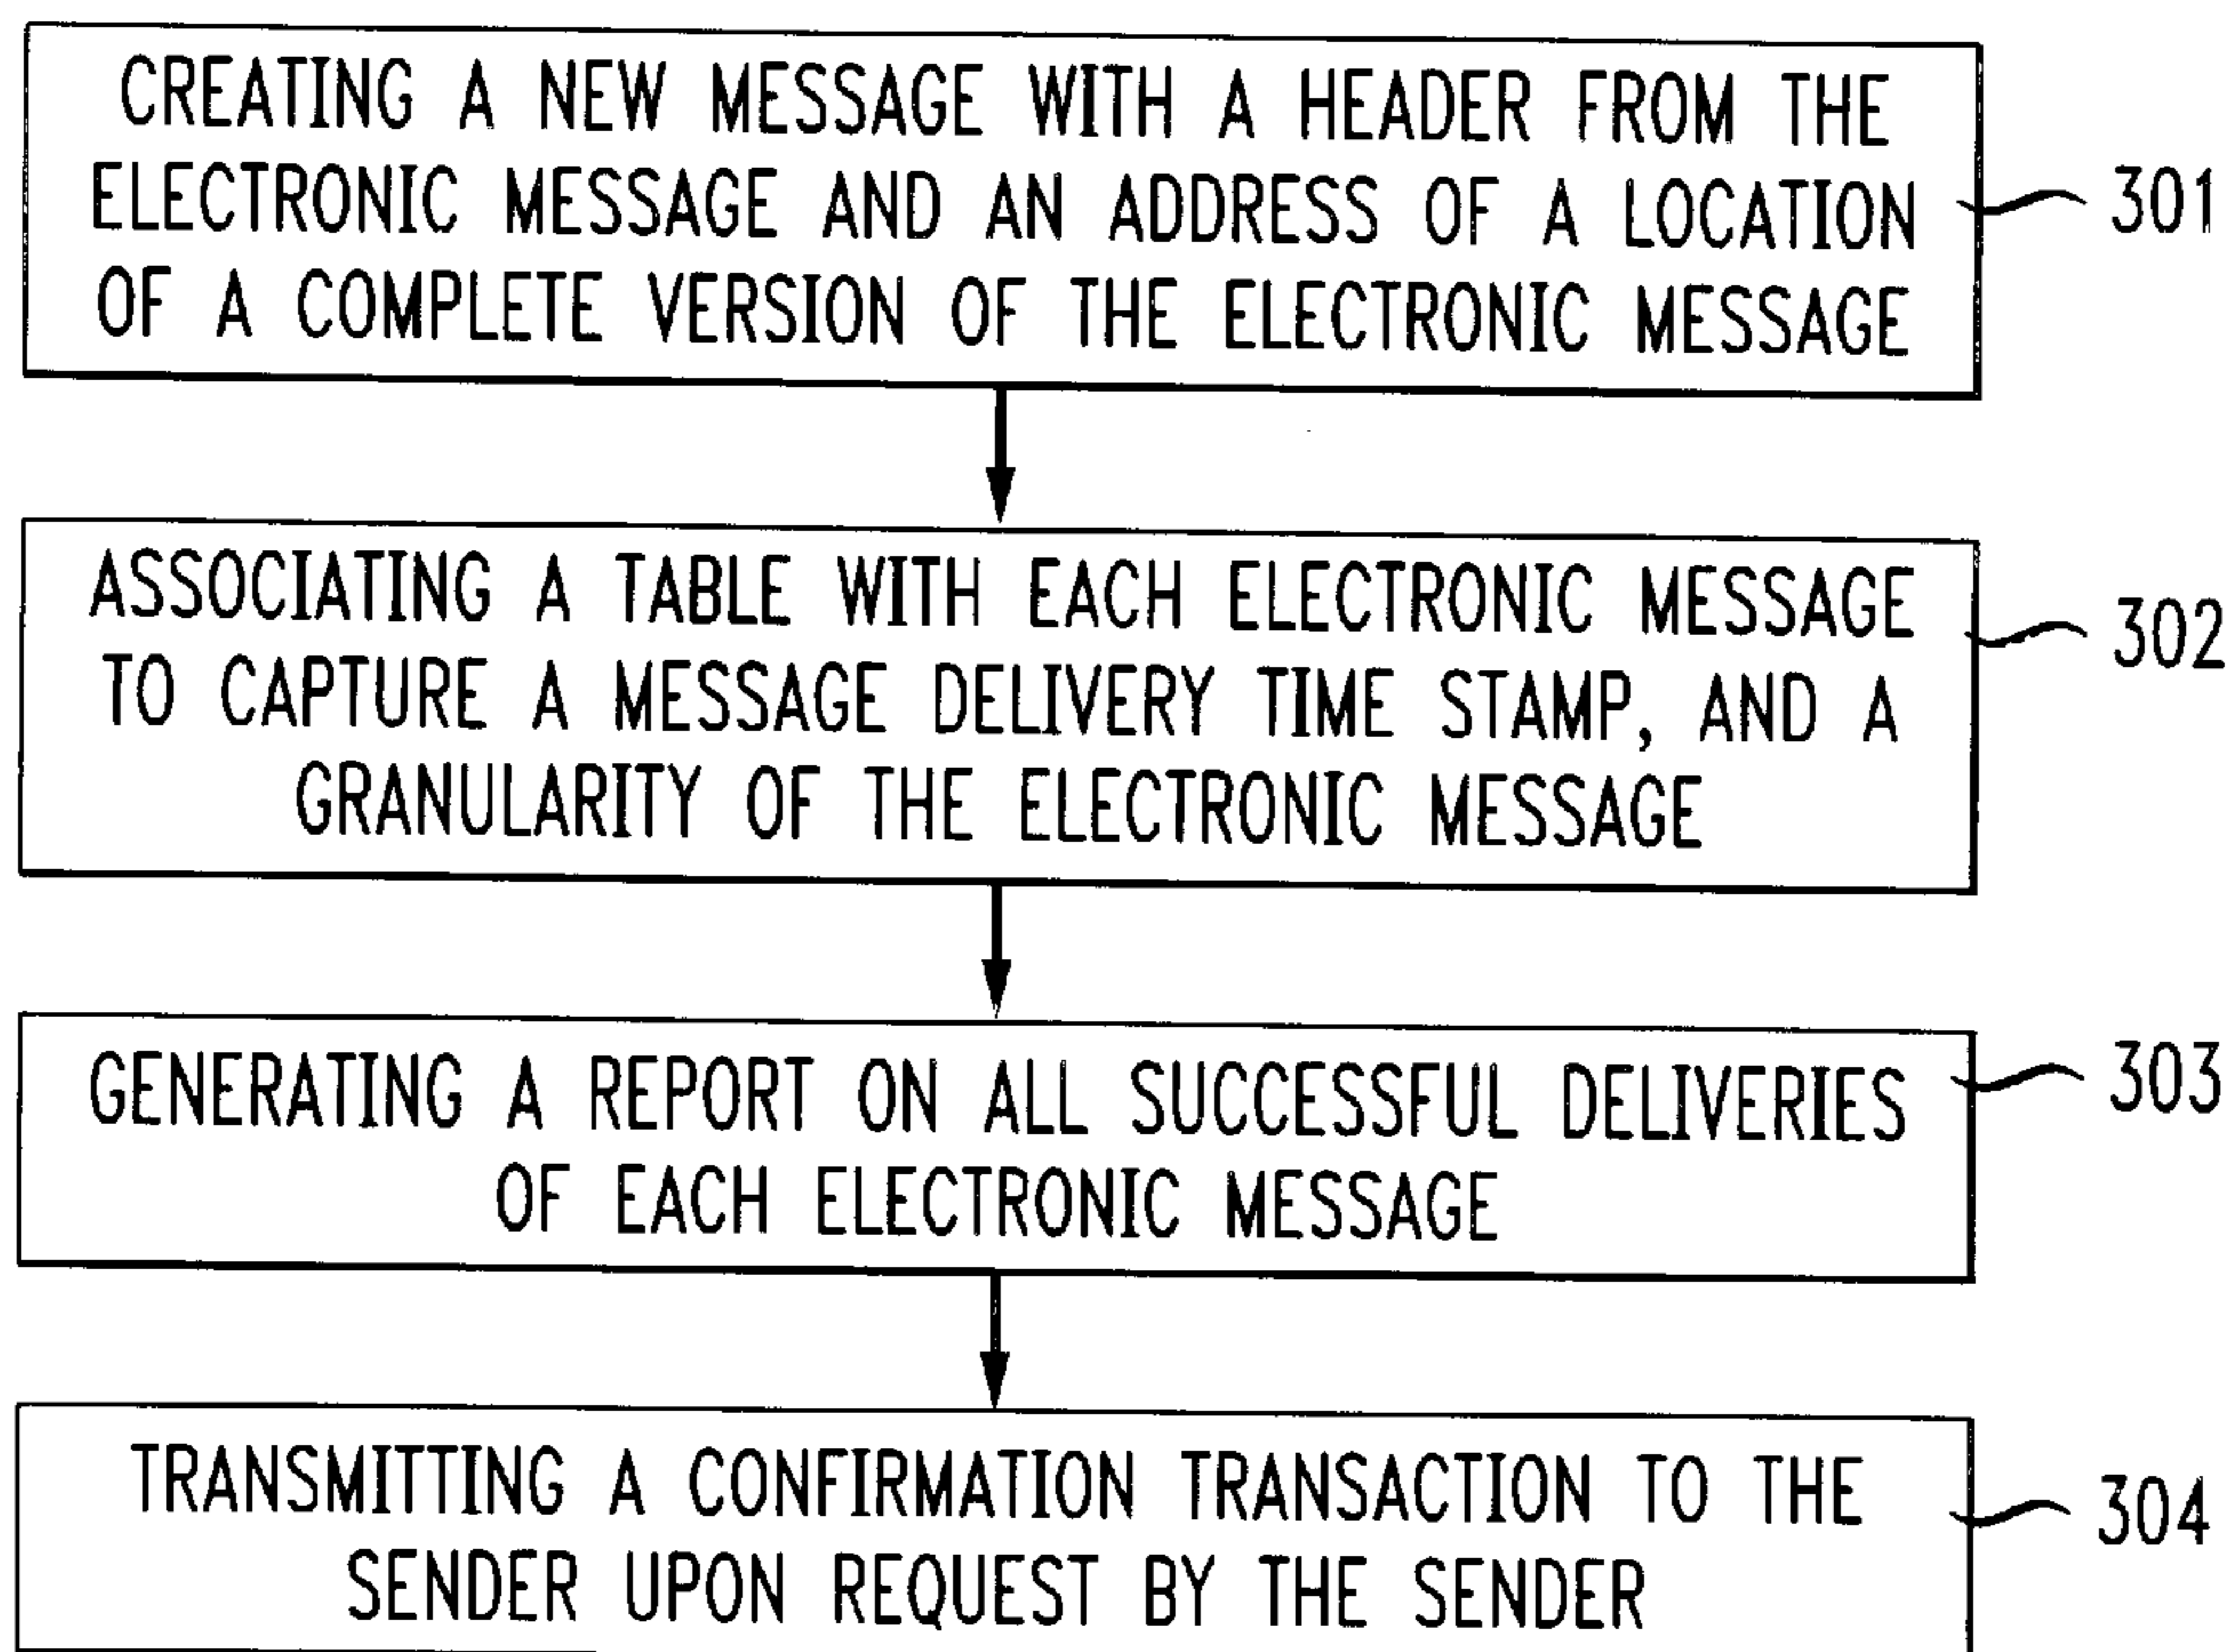 CREATING A NEW MESSAGE WITH A HEADER FROM THE
ELECTRONIC MESSAGE AND AN ADDRESS OF A LOCATION
OF A COMPLETE VERSION OF THE ELECTRONIC MESSAGE
301
ASSOCIATING A TABLE WITH EACH ELECTRONIC MESSAGE
TO CAPTURE A MESSAGE DELIVERY TIME STAMP, AND A
GRANULARITY OF THE ELECTRONIC MESSAGE
302
GENERATING A REPORT ON ALL SUCCESSFUL DELIVERIES
OF EACH ELECTRONIC MESSAGE
303
TRANSMITTING A CONFIRMATION TRANSACTION TO THE
SENDER UPON REQUEST BY THE SENDER
304